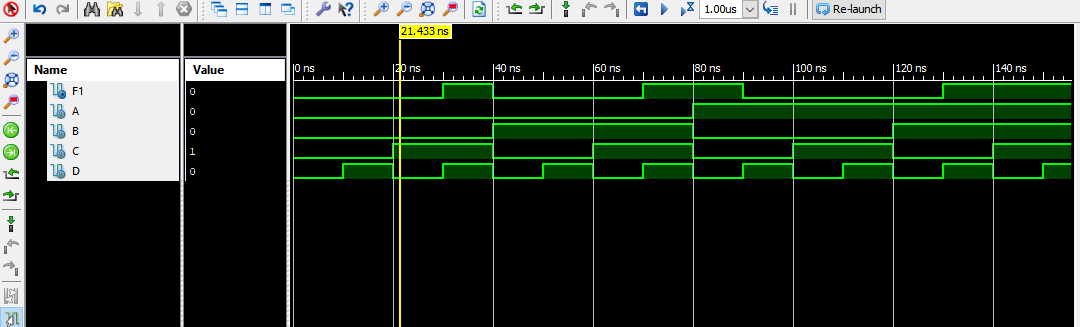 1.00us Re-launch
21.433 ns
Name Value
0 ns 20 ns 40 ns 60 ns 80 ns 100 ns 120 ns 140 ns
F1 0
A 0
B 0
C 1
D 0